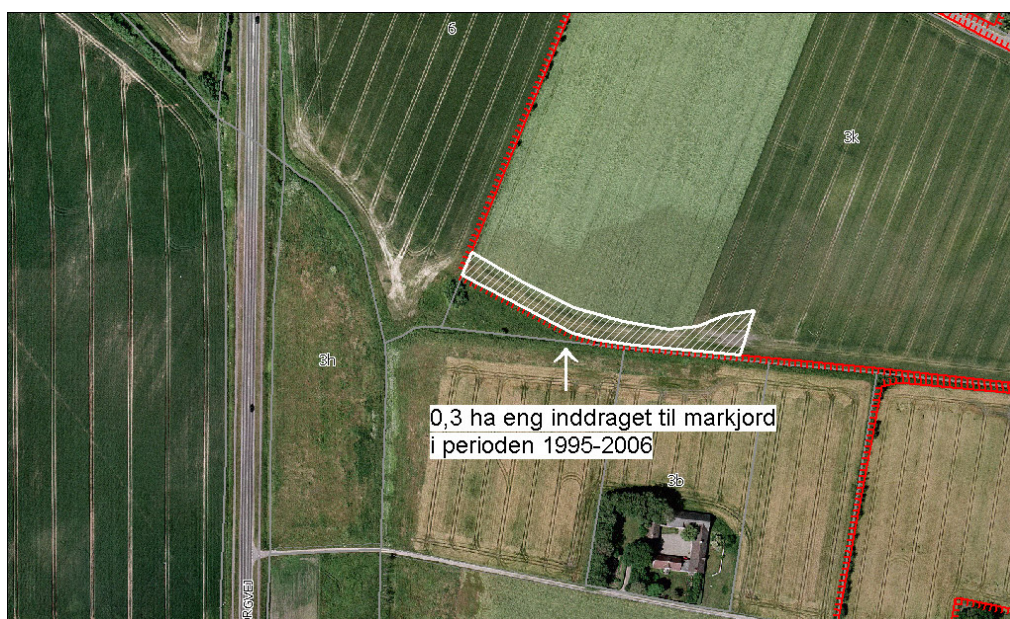 6
3k
3h
0,3 ha eng inddraget til markjord
i perioden 1995-2006
3b